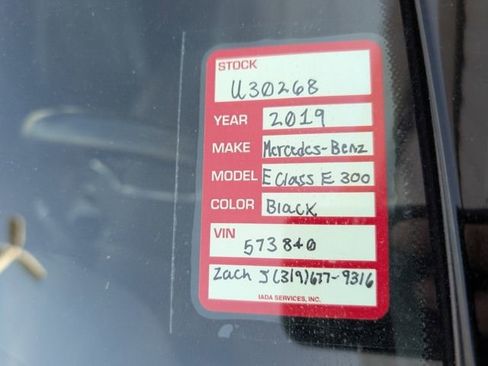 STOCK
U30268
YEAR 2019
MAKE Mercedes-Benz
MODEL E Class E 300
COLOR Black
VIN
573840
Zach J (319)677-9316
IADA SERVICES, INC.